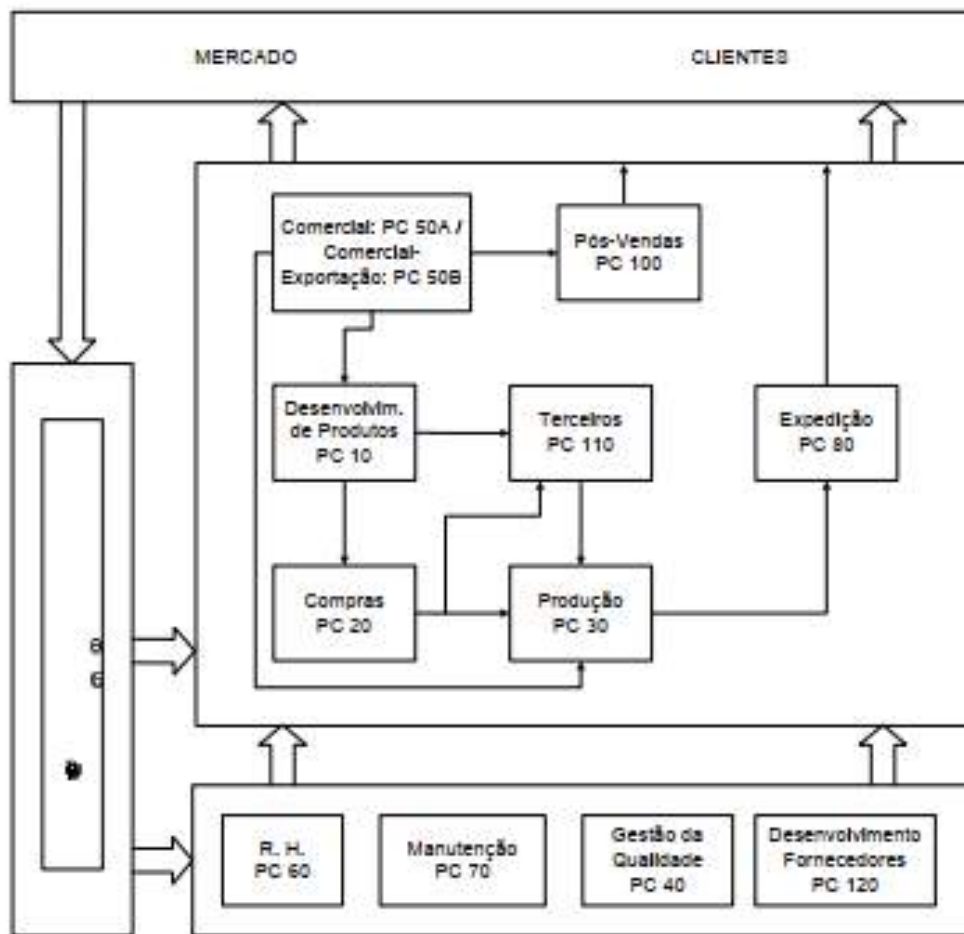 MERCADO CLIENTES
Comercial: PC 50A /
Comercial-
Exportação: PC 50B
Pós-Vendas
PC 100
Desenvolvim.
de Produtos
PC 10
Terceiros
PC 110
Expedição
PC 80
Compras
PC 20
Produção
PC 30
R. H.
PC 60
Manutenção
PC 70
Gestão da
Qualidade
PC 40
Desenvolvimento
Fornecedores
PC 120